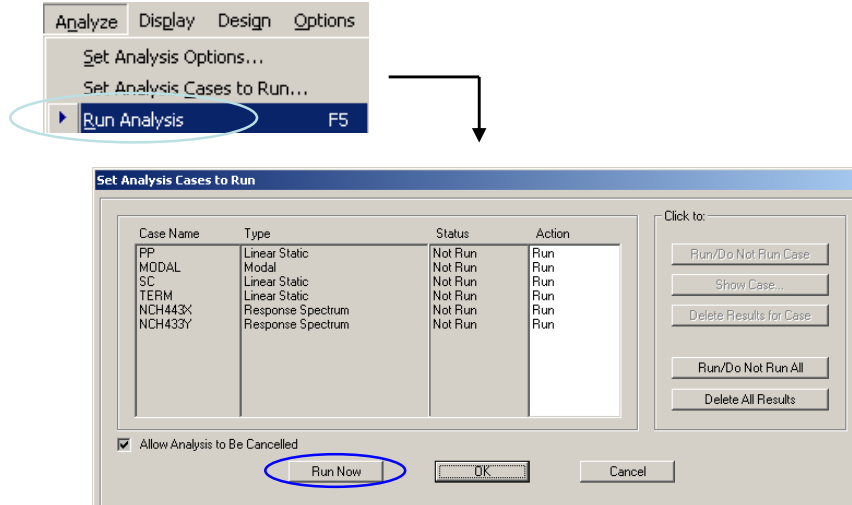 Analyze Display Design Options
Set Analysis Options...
Set Analysis Cases to Run...
Run Analysis F5
Set Analysis Cases to Run
Click to:
Case Name Type Status Action
PP Linear Static Not Run Run
MODAL Modal Not Run Run
SC Linear Static Not Run Run
TERM Linear Static Not Run Run
NCH443X Response Spectrum Not Run Run
NCH433Y Response Spectrum Not Run Run
Run/Do Not Run Case
Show Case...
Delete Results for Case
Run/Do Not Run All
Delete All Results
Allow Analysis to Be Cancelled
Run Now OK Cancel